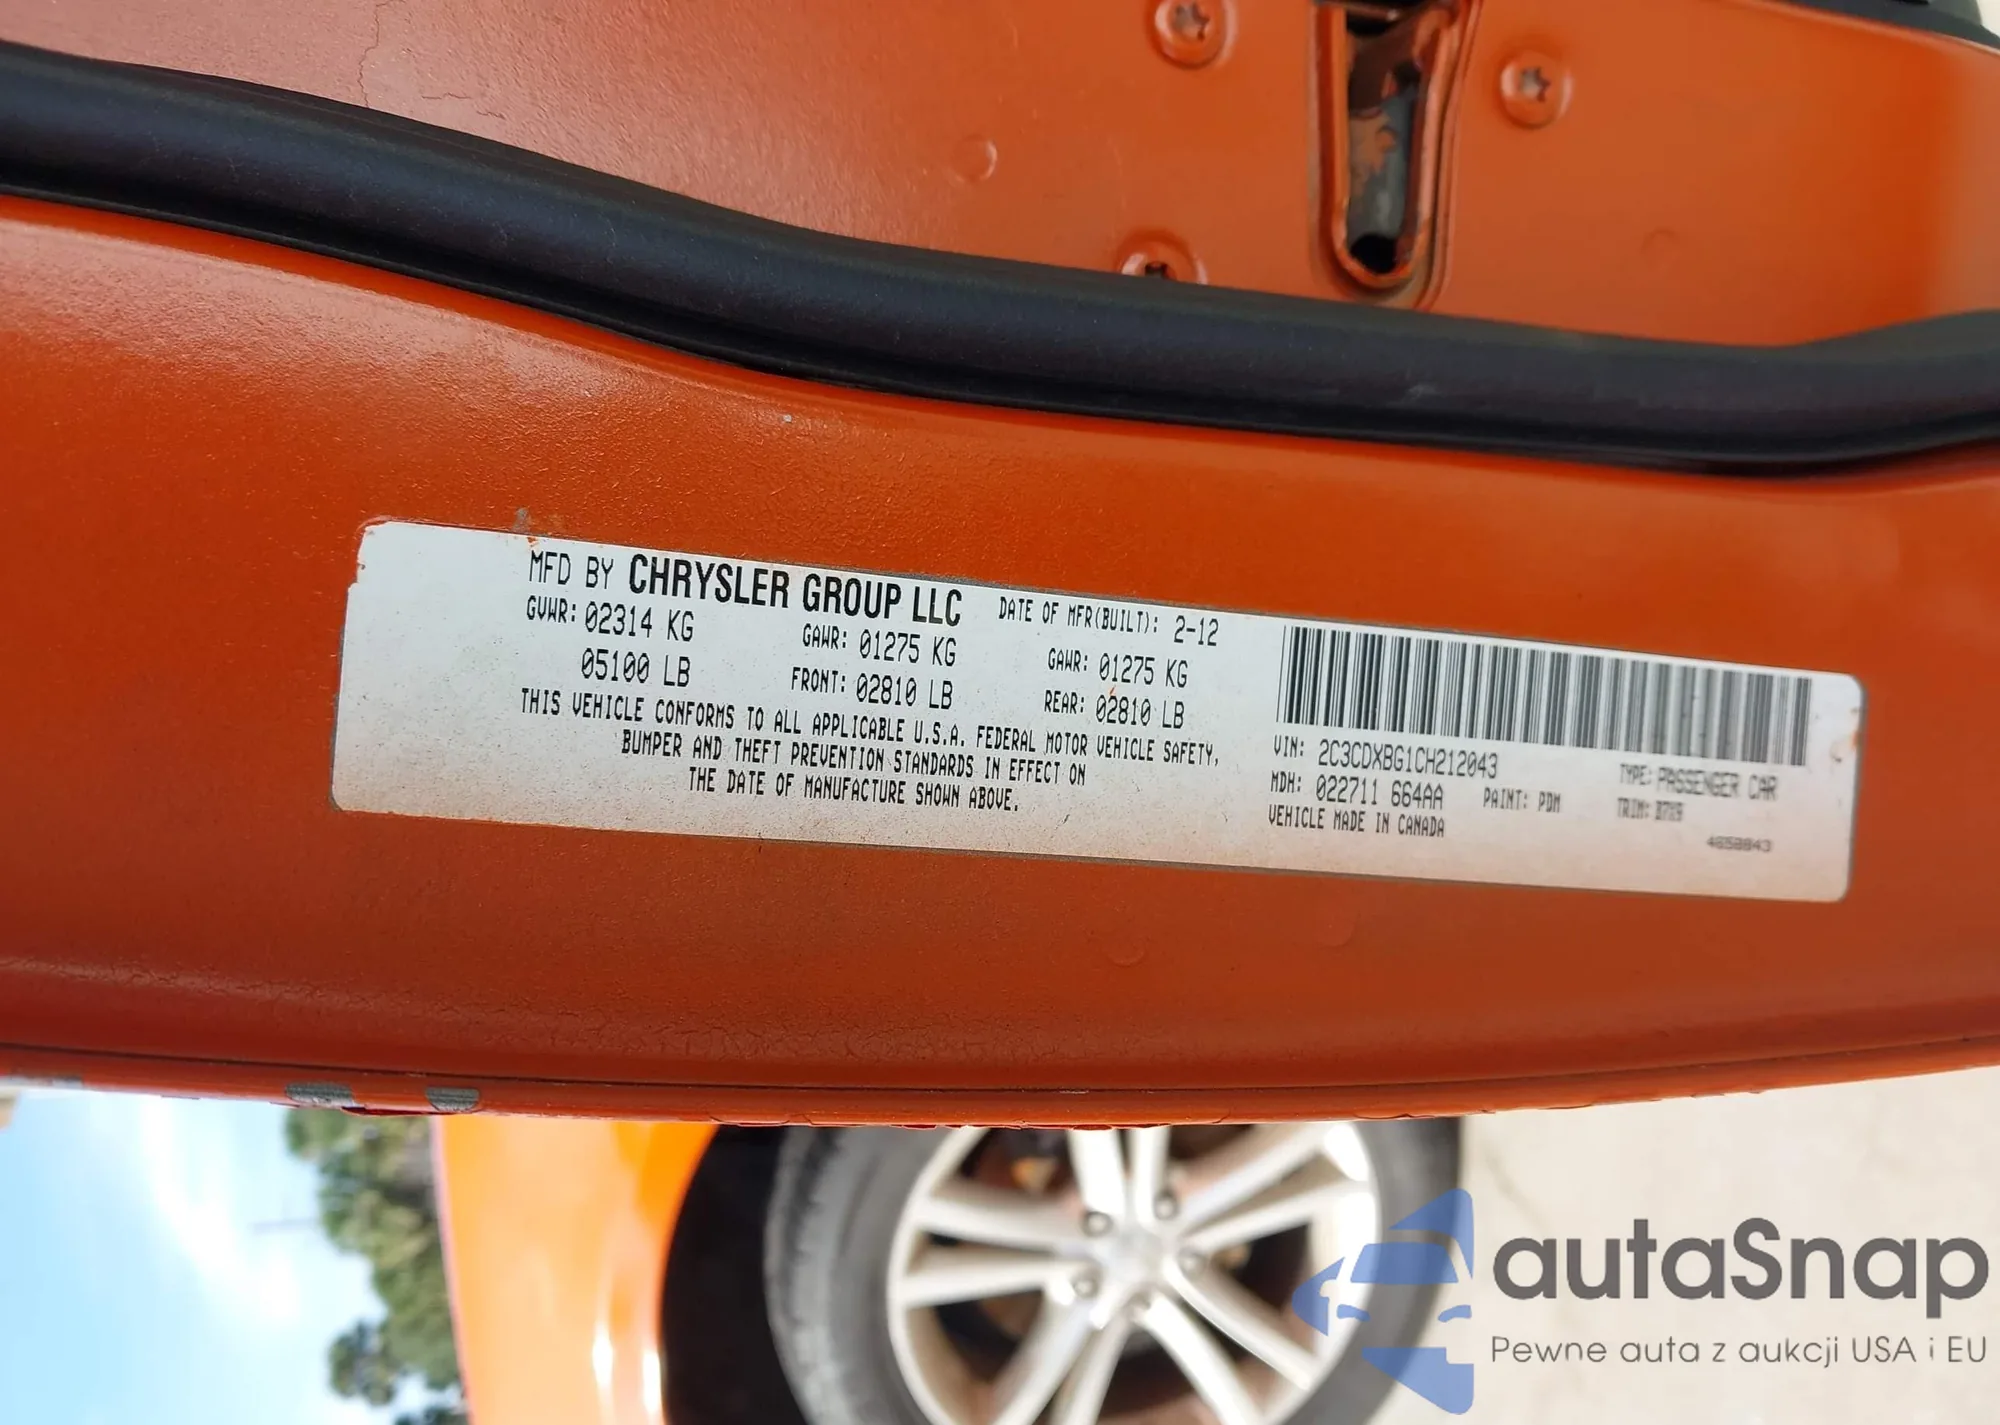 MFD BY CHRYSLER GROUP LLC DATE OF MFR(BUILT): 2-12
GVWR: 02314 KG GAWR: 01275 KG GAWR: 01275 KG
05100 LB FRONT: 02810 LB REAR: 02810 LB
THIS VEHICLE CONFORMS TO ALL APPLICABLE U.S.A. FEDERAL MOTOR VEHICLE SAFETY,
BUMPER AND THEFT PREVENTION STANDARDS IN EFFECT ON
THE DATE OF MANUFACTURE SHOWN ABOVE.
VIN: 2C3CDXBG1CH212043 TYPE: PASSENGER CAR
MDH: 022711 664AA PAINT: PDM TRIM: B7X9
VEHICLE MADE IN CANADA
autaSnap
Pewne auta z aukcji USA i EU